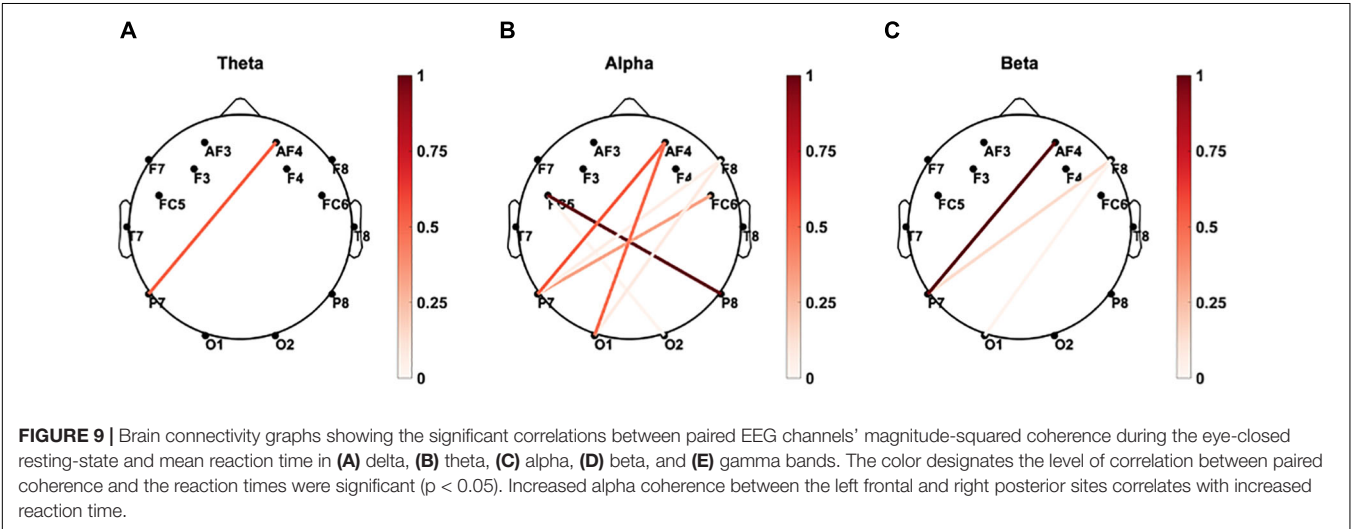 A
B
C
Theta
Alpha
Beta
AF3
AF4
F7
F8
F3
F4
FC5
FC6
T7
T8
P7
P8
O1
O2
1
0.75
0.5
0.25
0
AF3
AF4
F7
F8
F3
F4
FC5
FC6
T7
T8
P7
P8
O1
O2
1
0.75
0.5
0.25
0
AF3
AF4
F7
F8
F3
F4
FC5
FC6
T7
T8
P7
P8
O1
O2
1
0.75
0.5
0.25
0
FIGURE 9 | Brain connectivity graphs showing the significant correlations between paired EEG channels' magnitude-squared coherence during the eye-closed
resting-state and mean reaction time in (A) delta, (B) theta, (C) alpha, (D) beta, and (E) gamma bands. The color designates the level of correlation between paired
coherence and the reaction times were significant (p < 0.05). Increased alpha coherence between the left frontal and right posterior sites correlates with increased
reaction time.